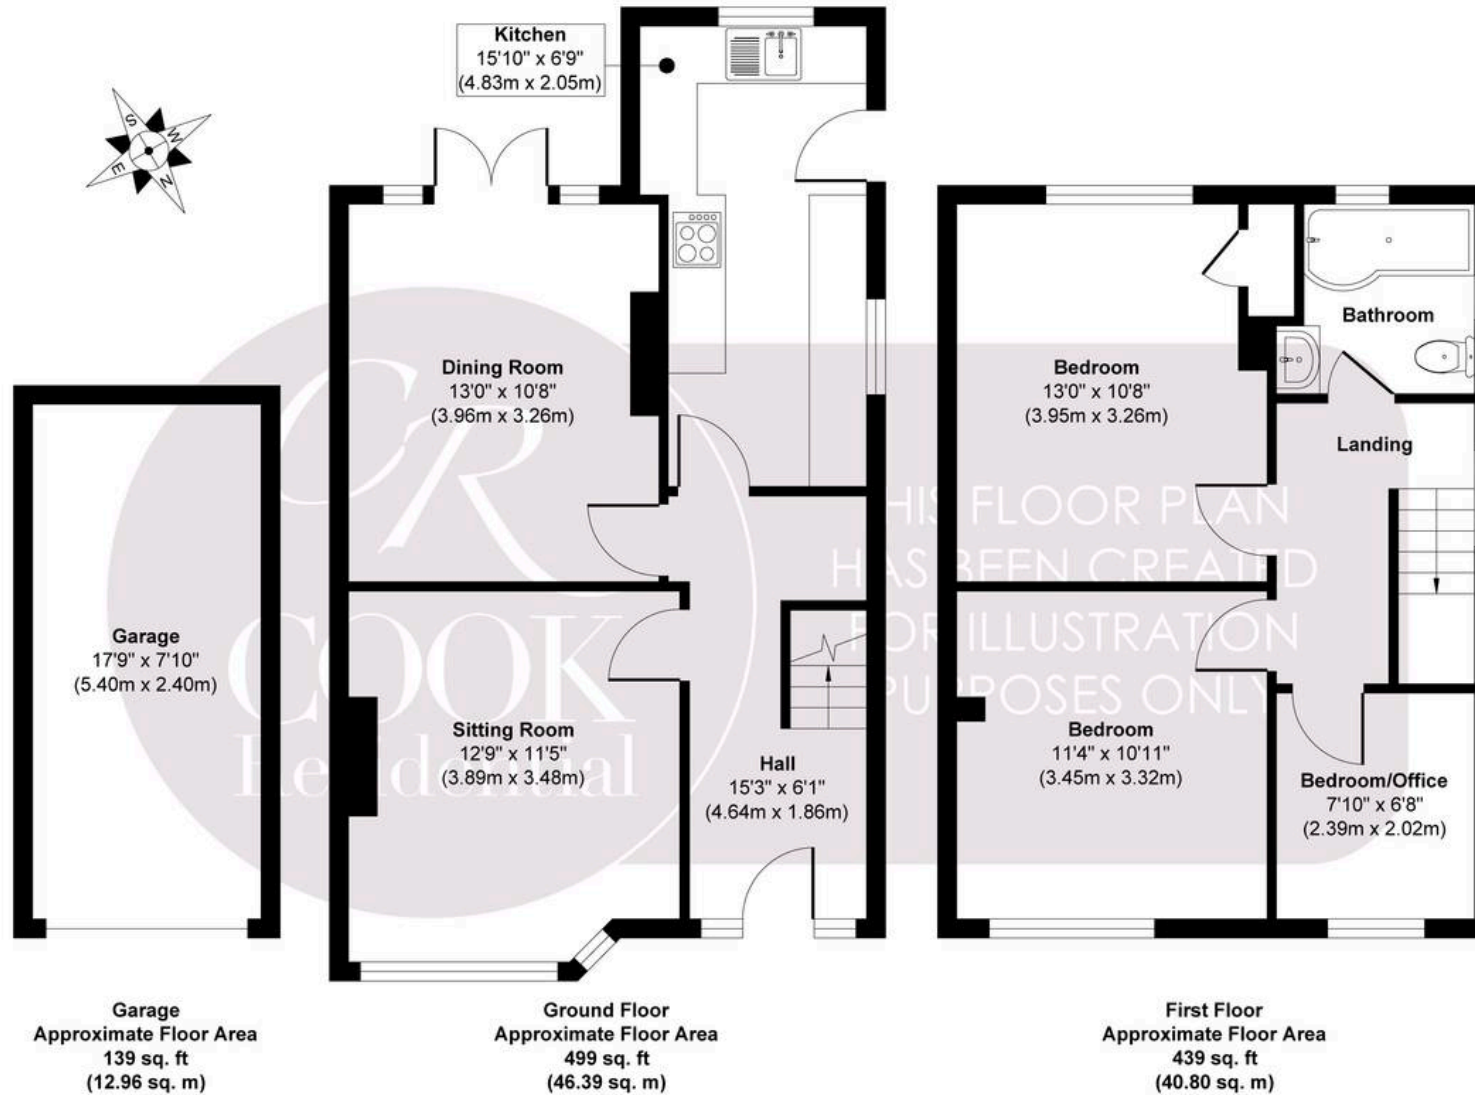 Kitchen
15'10" x 6'9"
(4.83m x 2.05m)
S
W
E
N
Dining Room
13'0" x 10'8"
(3.96m x 3.26m)
Bedroom
13'0" x 10'8"
(3.95m x 3.26m)
Bathroom
Landing
Garage
17'9" x 7'10"
(5.40m x 2.40m)
Sitting Room
12'9" x 11'5"
(3.89m x 3.48m)
Hall
15'3" x 6'1"
(4.64m x 1.86m)
Bedroom
11'4" x 10'11"
(3.45m x 3.32m)
Bedroom/Office
7'10" x 6'8"
(2.39m x 2.02m)
CR
COOK
Residential
THIS FLOOR PLAN
HAS BEEN CREATED
FOR ILLUSTRATION
PURPOSES ONLY
Garage
Approximate Floor Area
139 sq. ft
(12.96 sq. m)
Ground Floor
Approximate Floor Area
499 sq. ft
(46.39 sq. m)
First Floor
Approximate Floor Area
439 sq. ft
(40.80 sq. m)